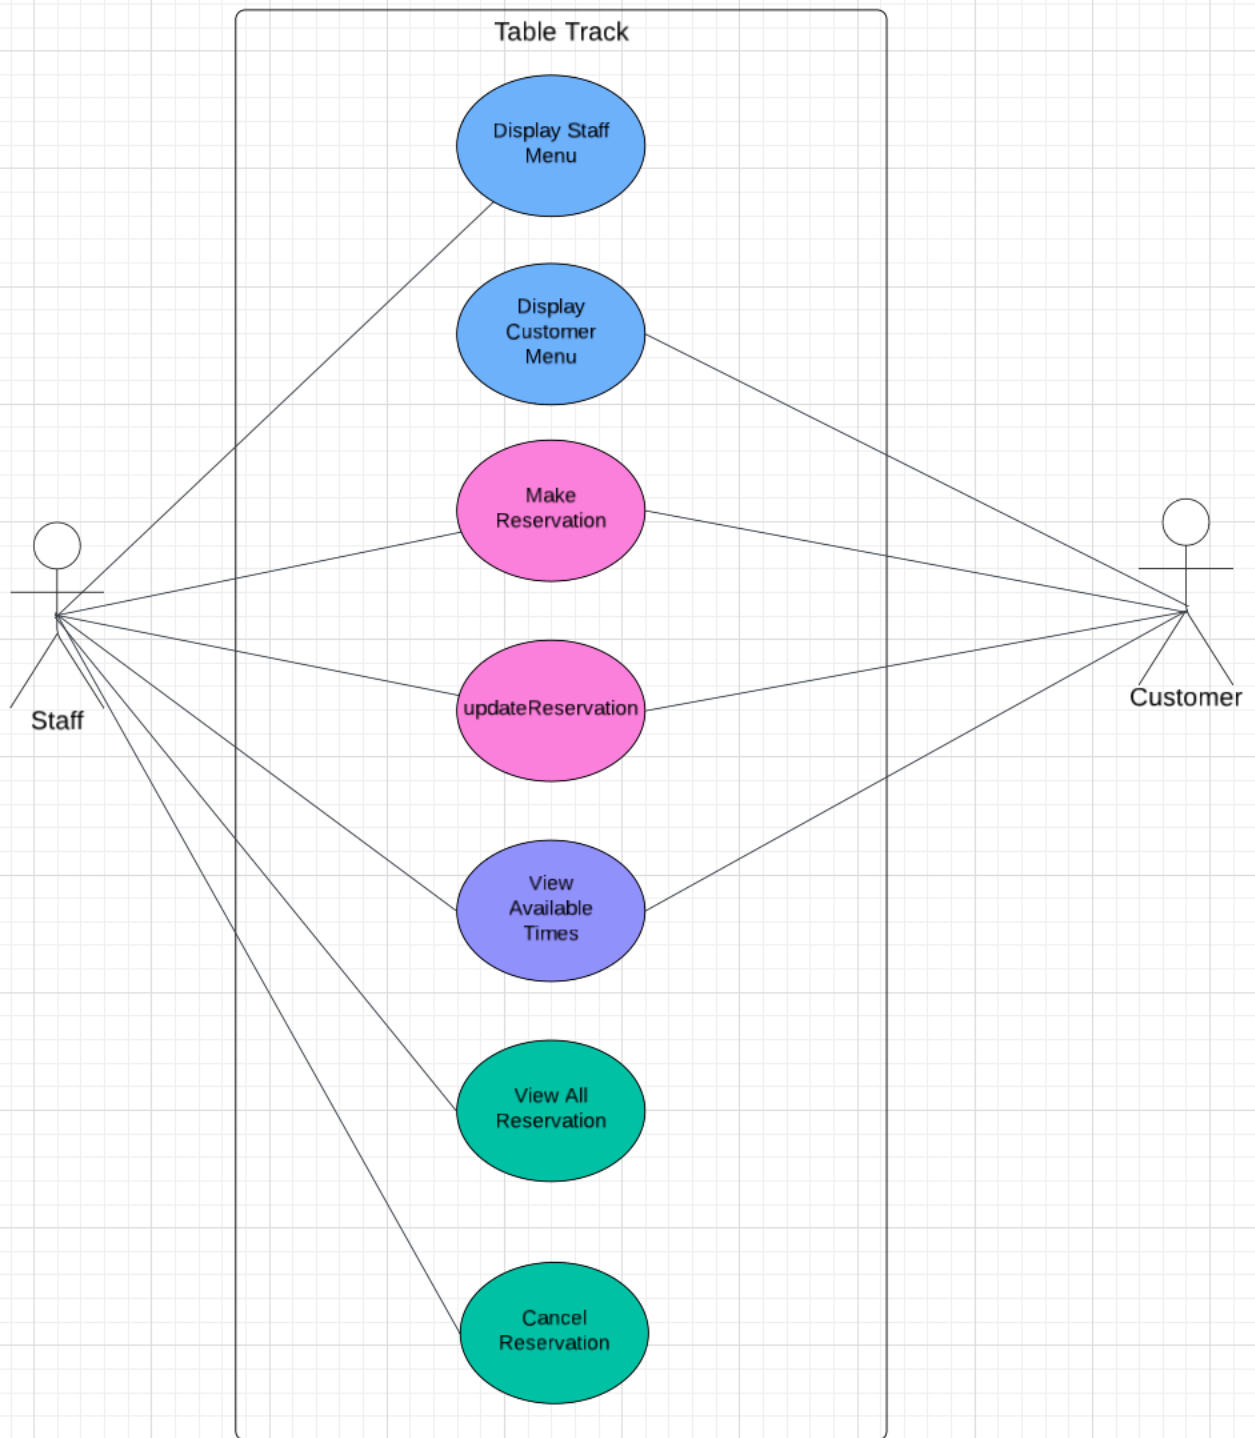 Table Track
Display Staff
Menu
Display
Customer
Menu
Make
Reservation
updateReservation
Staff
Customer
View
Available
Times
View All
Reservation
Cancel
Reservation